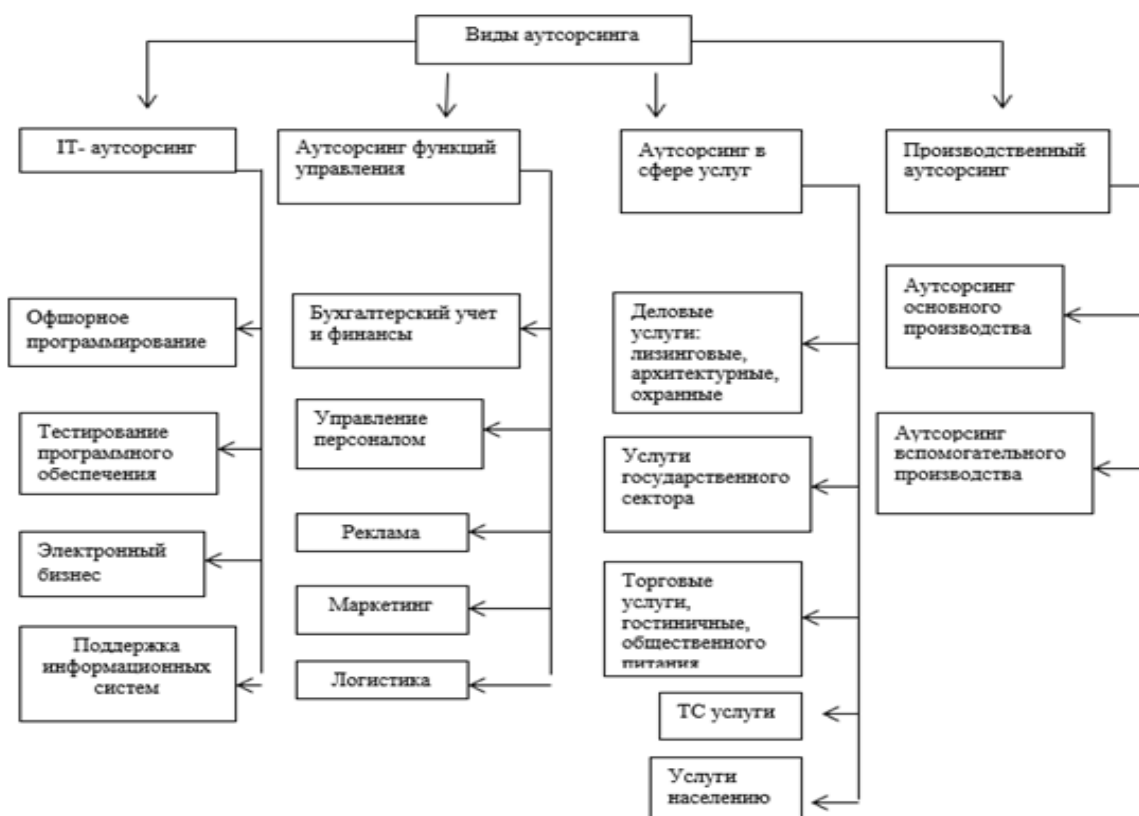 Виды аутсорсинга
IT- аутсорсинг
Аутсорсинг функций
управления
Аутсорсинг в
сфере услуг
Производственный
аутсорсинг
Офшорное
программирование
Тестирование
программного
обеспечения
Электронный
бизнес
Поддержка
информационных
систем
Бухгалтерский учет
и финансы
Управление
персоналом
Реклама
Маркетинг
Логистика
Деловые
услуги:
лизинговые,
архитектурные,
охранные
Услуги
государственного
сектора
Торговые
услуги,
гостиничные,
общественного
питания
ТС услуги
Услуги
населению
Аутсорсинг
основного
производства
Аутсорсинг
вспомогательного
производства